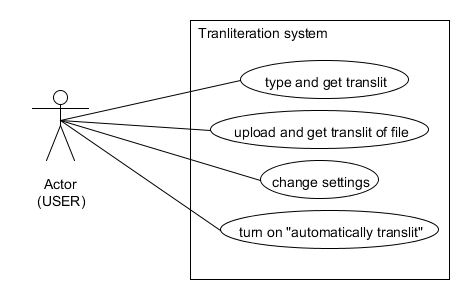 Tranliteration system
type and get translit
upload and get translit of file
change settings
turn on "automatically translit"
Actor
(USER)